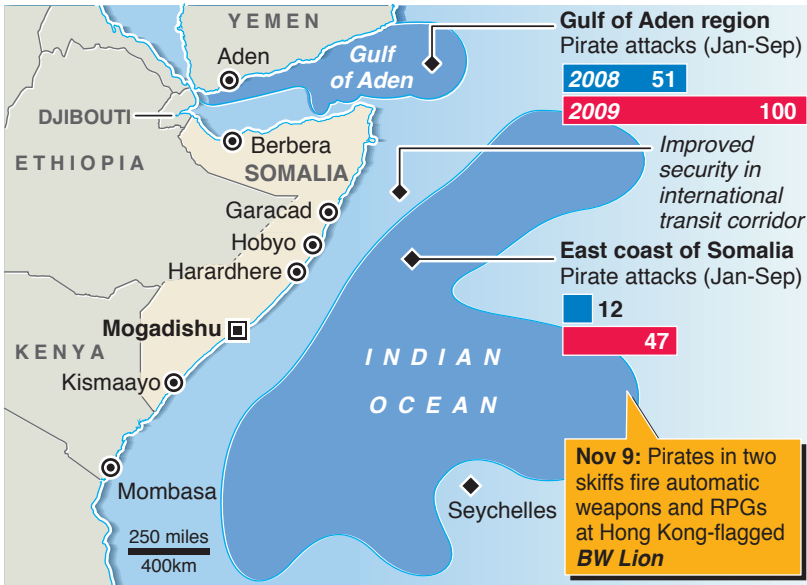 YEMEN
Aden
Gulf
of Aden
Gulf of Aden region
Pirate attacks (Jan-Sep)
2008 51
2009 100
DJIBOUTI
ETHIOPIA
Berbera
SOMALIA
Improved
security in
international
transit corridor
Garacad
Hobyo
Harardhere
East coast of Somalia
Pirate attacks (Jan-Sep)
12
47
Mogadishu
KENYA
Kismaayo
INDIAN
OCEAN
Mombasa
250 miles
400km
Seychelles
Nov 9: Pirates in two
skiffs fire automatic
weapons and RPGs
at Hong Kong-flagged
BW Lion